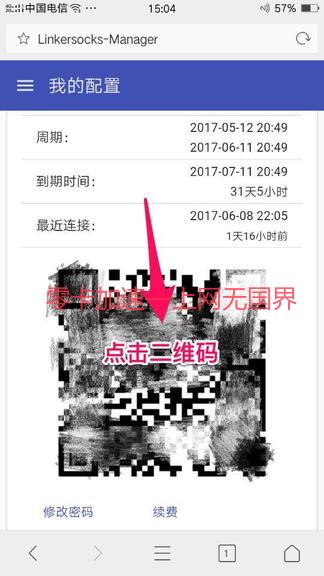 中国电信
15:04
57%
Linkersocks-Manager
我的配置
周期：
2017-05-12 20:49
2017-06-11 20:49
到期时间：
2017-07-11 20:49
31天5小时
最近连接：
2017-06-08 22:05
1天16小时前
零卡加速—上网无国界
点击二维码
修改密码
续费
1